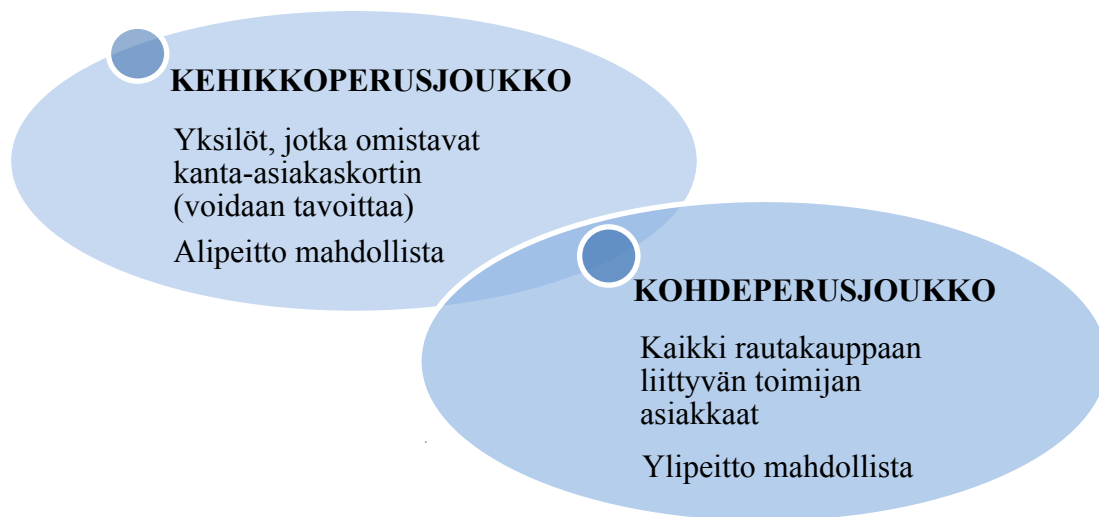 KEHIKKOPERUSJOUKKO
Yksilöt, jotka omistavat
kanta-asiakaskortin
(voidaan tavoittaa)
Alipeitto mahdollista
KOHDEPERUSJOUKKO
Kaikki rautakauppaan
liittyvän toimijan
asiakkaat
Ylipeitto mahdollista